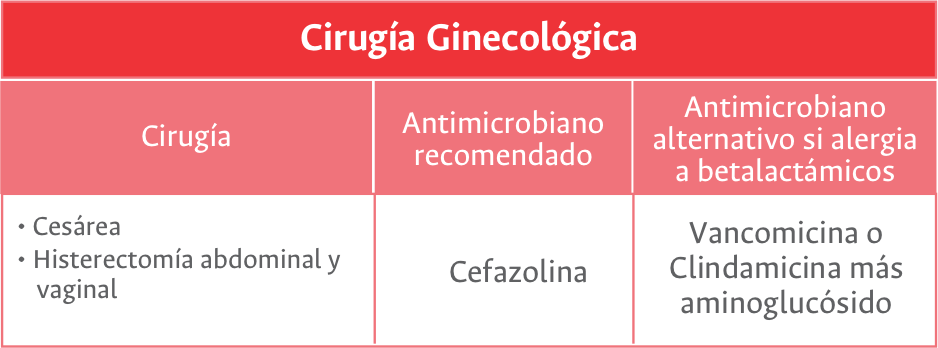 Cirugía Ginecológica
Cirugía
Antimicrobiano
recomendado
Antimicrobiano
alternativo si alergia
a betalactámicos
• Cesárea
• Histerectomía abdominal y
vaginal
Cefazolina
Vancomicina o
Clindamicina más
aminoglucósido